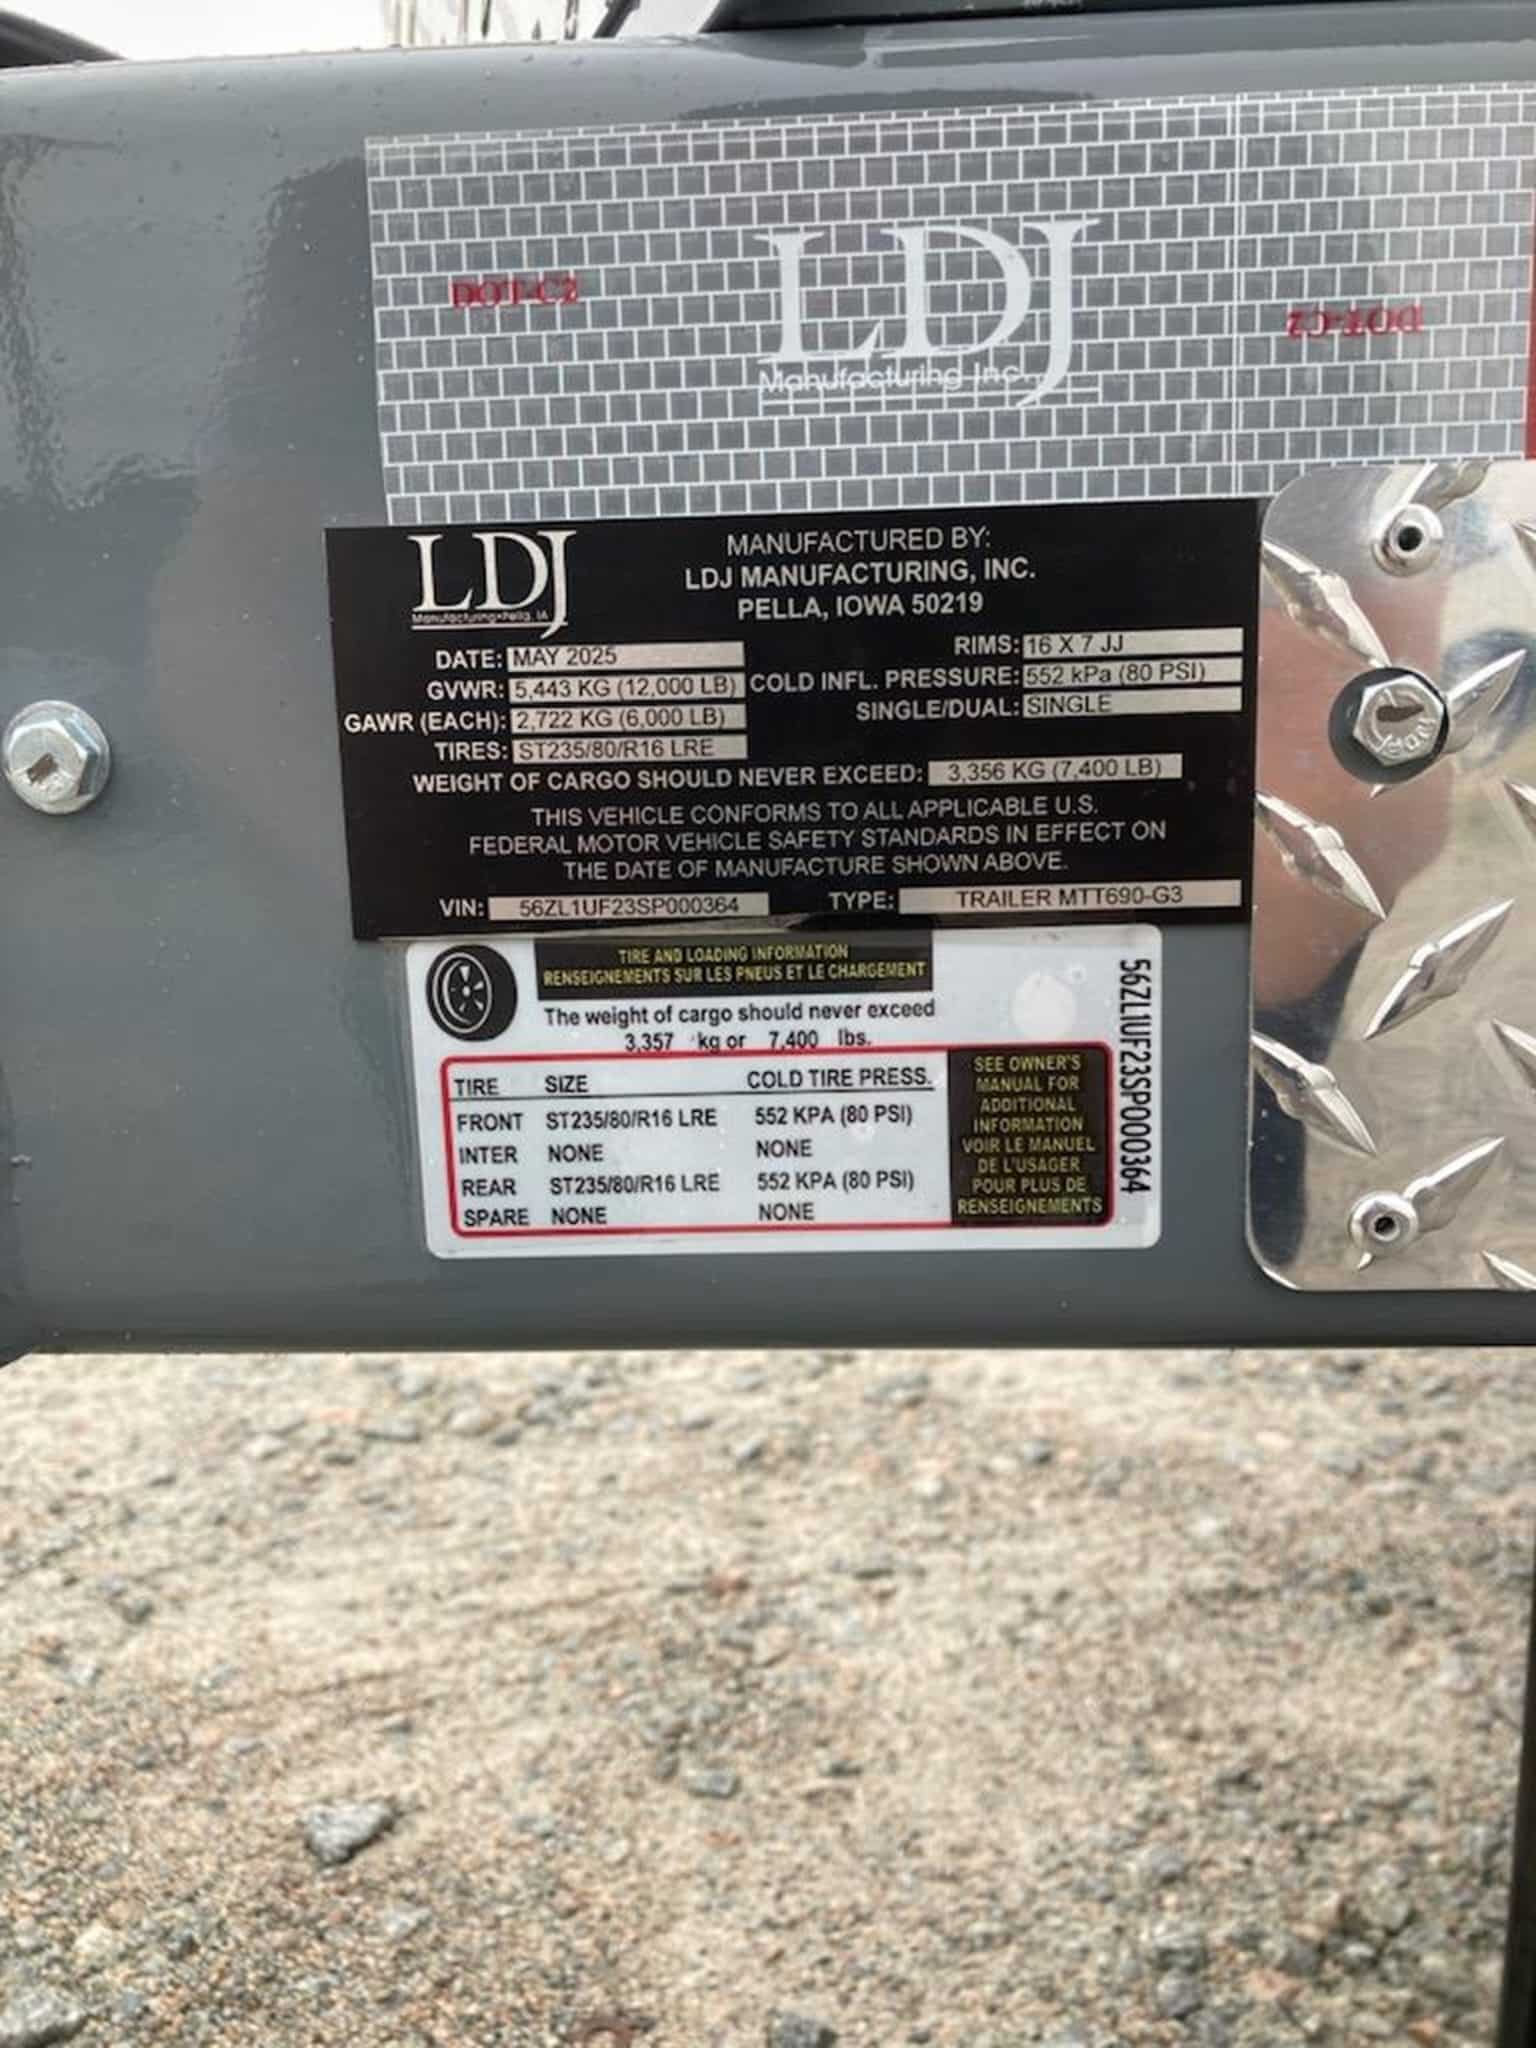 DOT-C2
LDJ
Manufacturing Inc.
DOT-C2
LDJ
Manufacturing•Pella, IA
MANUFACTURED BY:
LDJ MANUFACTURING, INC.
PELLA, IOWA 50219
DATE: MAY 2025
RIMS: 16 X 7 JJ
GVWR: 5,443 KG (12,000 LB)
COLD INFL. PRESSURE: 552 kPa (80 PSI)
GAWR (EACH): 2,722 KG (6,000 LB)
SINGLE/DUAL: SINGLE
TIRES: ST235/80/R16 LRE
WEIGHT OF CARGO SHOULD NEVER EXCEED: 3,356 KG (7,400 LB)
THIS VEHICLE CONFORMS TO ALL APPLICABLE U.S.
FEDERAL MOTOR VEHICLE SAFETY STANDARDS IN EFFECT ON
THE DATE OF MANUFACTURE SHOWN ABOVE.
VIN: 56ZL1UF23SP000364
TYPE: TRAILER MTT690-G3
TIRE AND LOADING INFORMATION
RENSEIGNEMENTS SUR LES PNEUS ET LE CHARGEMENT
The weight of cargo should never exceed
3,357 kg or 7,400 lbs.
TIRE SIZE COLD TIRE PRESS.
FRONT ST235/80/R16 LRE 552 KPA (80 PSI)
INTER NONE NONE
REAR ST235/80/R16 LRE 552 KPA (80 PSI)
SPARE NONE NONE
SEE OWNER'S
MANUAL FOR
ADDITIONAL
INFORMATION
VOIR LE MANUEL
DE L'USAGER
POUR PLUS DE
RENSEIGNEMENTS
56ZL1UF23SP000364